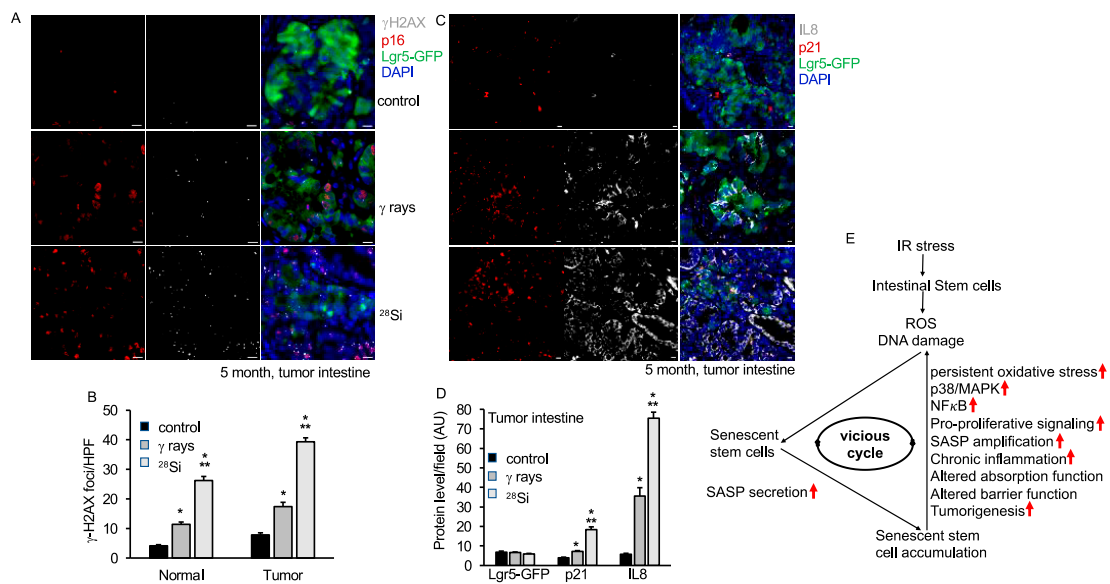 A
γH2AX
p16
Lgr5-GFP
DAPI
control
γ rays
²⁸Si
5 month, tumor intestine
C
IL8
p21
Lgr5-GFP
DAPI
5 month, tumor intestine
B
γ-H2AX foci/HPF
50
40
30
20
10
0
control
γ rays
²⁸Si
*
*
**
*
*
**
Normal
Tumor
D
Protein level/field (AU)
80
70
60
50
40
30
20
10
0
Tumor intestine
control
γ rays
²⁸Si
*
*
**
*
*
**
Lgr5-GFP
p21
IL8
E
IR stress
Intestinal Stem cells
ROS
DNA damage
persistent oxidative stress
p38/MAPK
NFκB
Pro-poliferative signaling
SASP amplification
Chronic inflammation
Altered absorption function
Altered barrier function
Tumorigenesis
vicious
cycle
Senescent
stem cells
SASP secretion
Senescent stem
cell accumulation